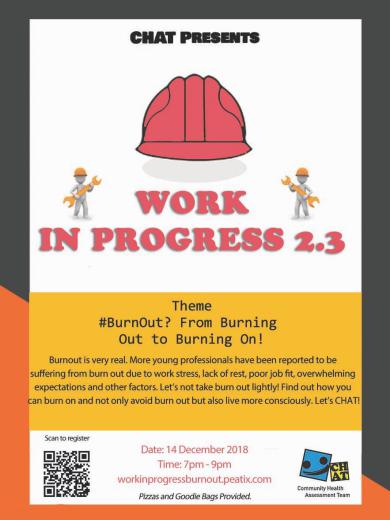 CHAT PRESENTS
WORK
IN PROGRESS 2.3
Theme
#BurnOut? From Burning
Out to Burning On!
Burnout is very real. More young professionals have been reported to be
suffering from burn out due to work stress, lack of rest, poor job fit, overwhelming
expectations and other factors. Let's not take burn out lightly! Find out how you
can burn on and not only avoid burn out but also live more consciously. Let's CHAT!
Scan to register
Date: 14 December 2018
Time: 7pm - 9pm
workinprogressburnout.peatix.com
Pizzas and Goodie Bags Provided.
CH
AT
Community Health
Assessment Team